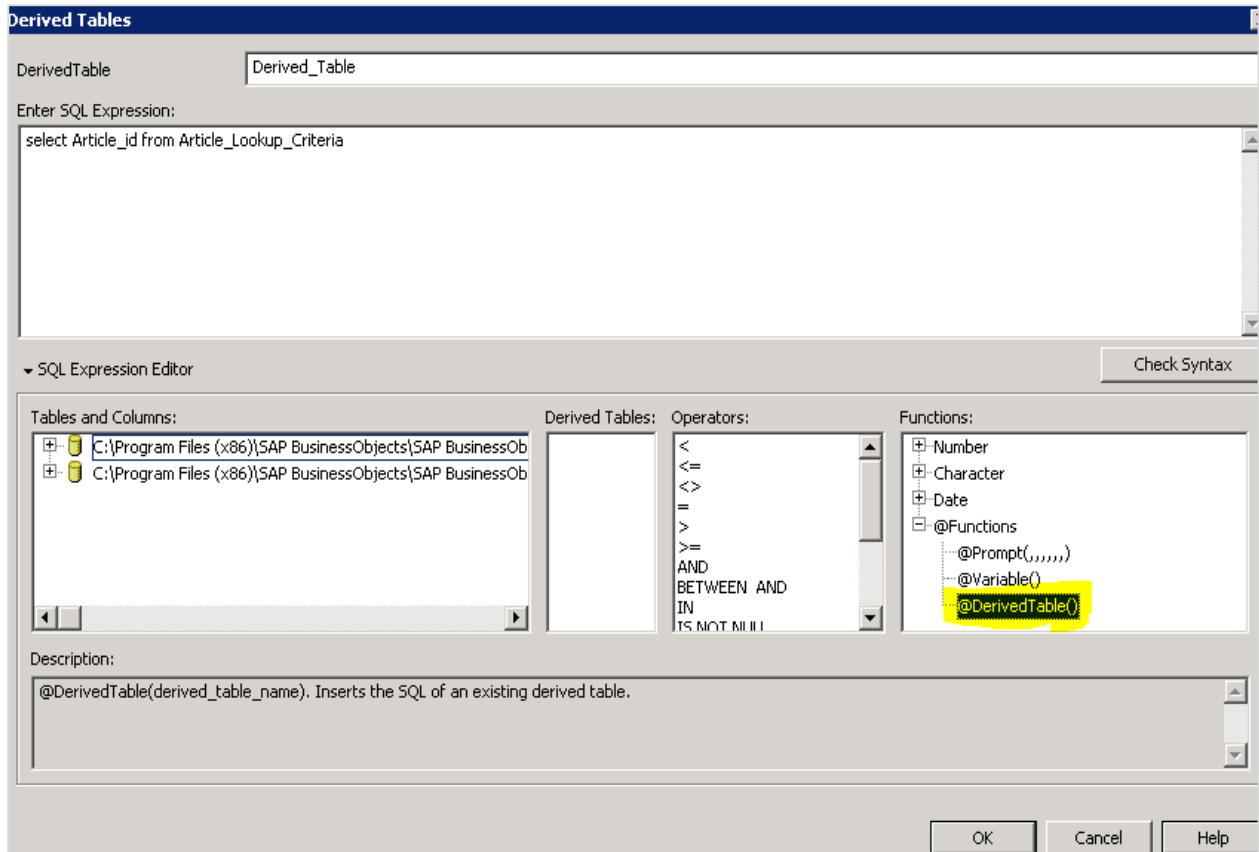 Derived Tables
DerivedTable
Derived_Table
Enter SQL Expression:
select Article_id from Article_Lookup_Criteria
SQL Expression Editor
Check Syntax
Tables and Columns:
C:\Program Files (x86)\SAP BusinessObjects\SAP BusinessOb
C:\Program Files (x86)\SAP BusinessObjects\SAP BusinessOb
Derived Tables:
Operators:
<
<=
<>
=
>
>=
AND
BETWEEN AND
IN
IS NOT NULL
Functions:
Number
Character
Date
@Functions
@Prompt(,,,,,,)
@Variable()
@DerivedTable()
Description:
@DerivedTable(derived_table_name). Inserts the SQL of an existing derived table.
OK
Cancel
Help